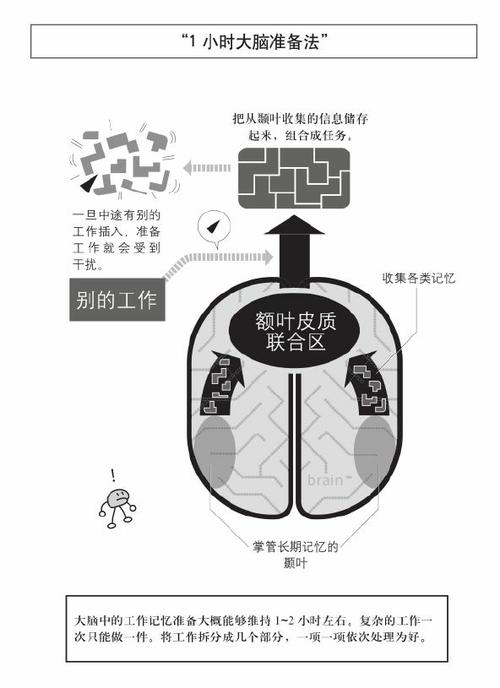 “1 小时大脑准备法”
把从颞叶收集的信息储存
起来，组合成任务。
一旦中途有别的
工作插入，准备
工作就会受到
干扰。
别的工作
收集各类记忆
额叶皮质
联合区
brain™
!
掌管长期记忆的
颞叶
大脑中的工作记忆准备大概能够维持 1~2 小时左右。复杂的工作一
次只能做一件。将工作拆分成几个部分，一项一项依次处理为好。